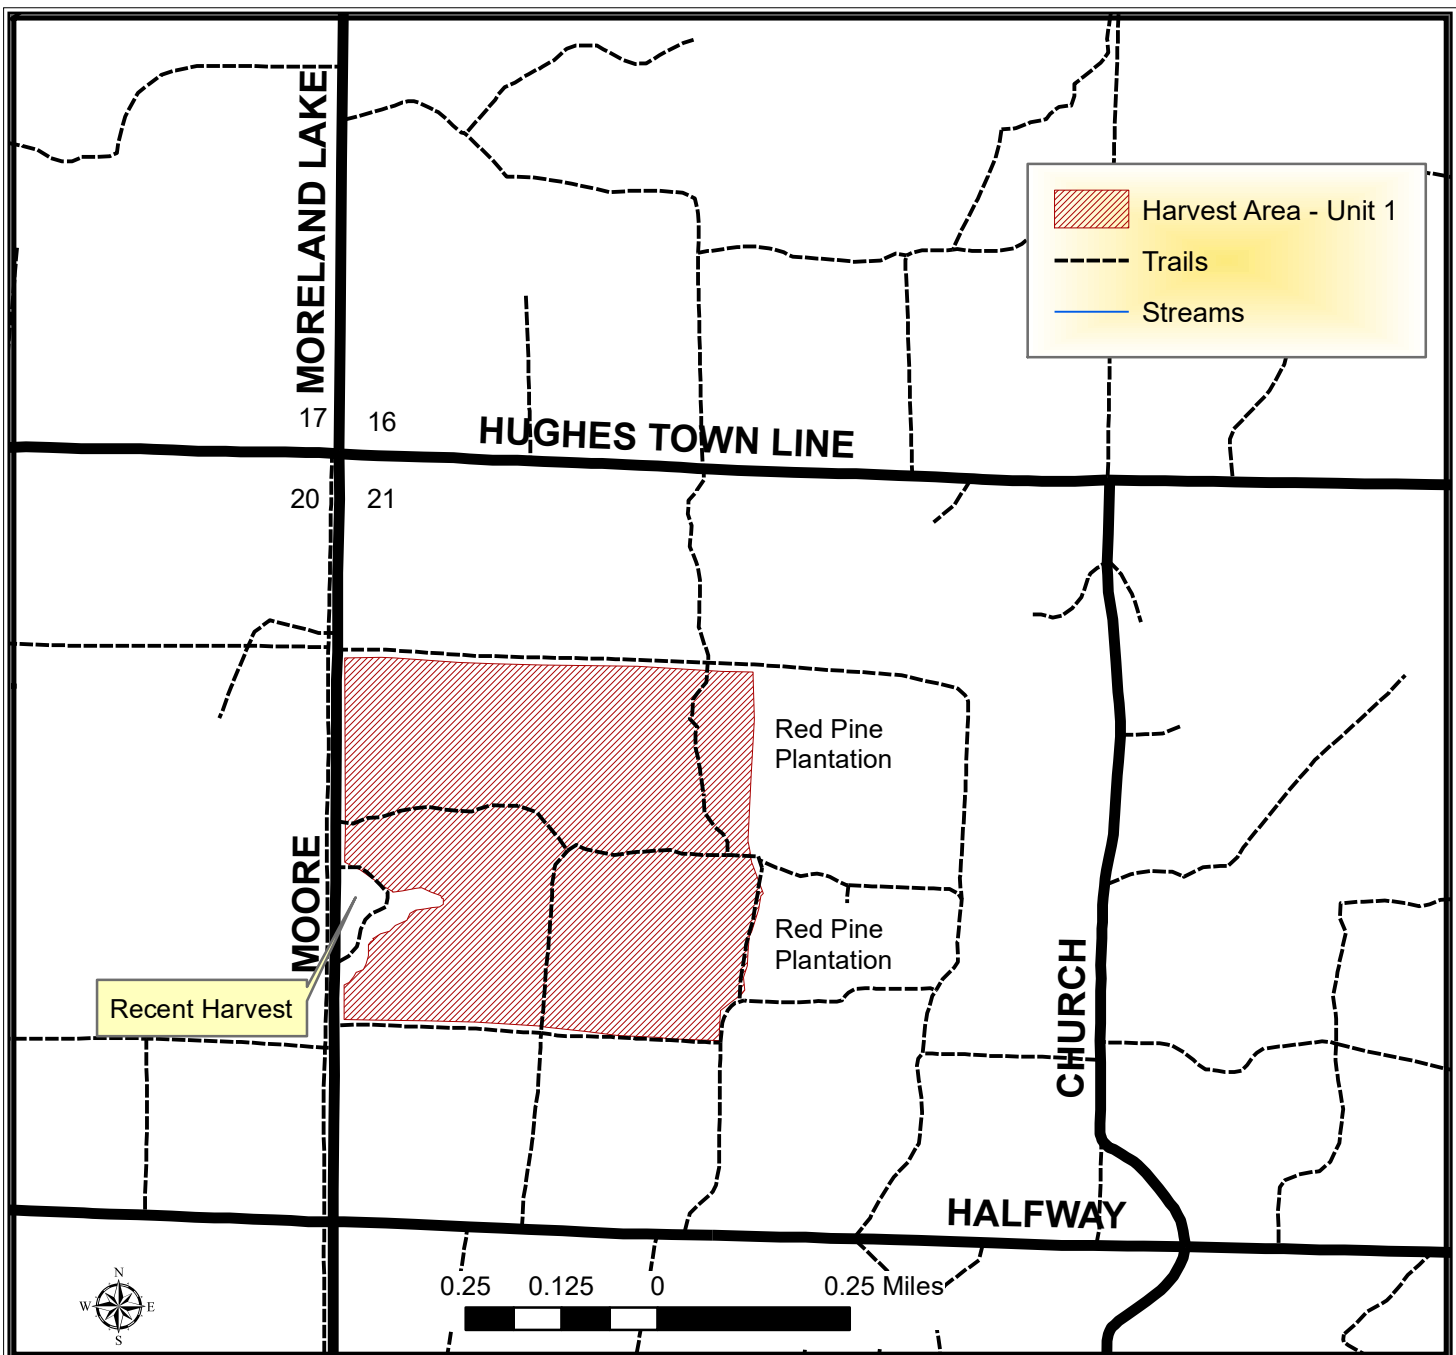 MORELAND LAKE
Harvest Area - Unit 1
Trails
Streams
17
16
HUGHES TOWN LINE
20
21
Red Pine
Plantation
MOORE
Red Pine
Plantation
Recent Harvest
CHURCH
HALFWAY
N
W
E
S
0.25
0.125
0
0.25 Miles